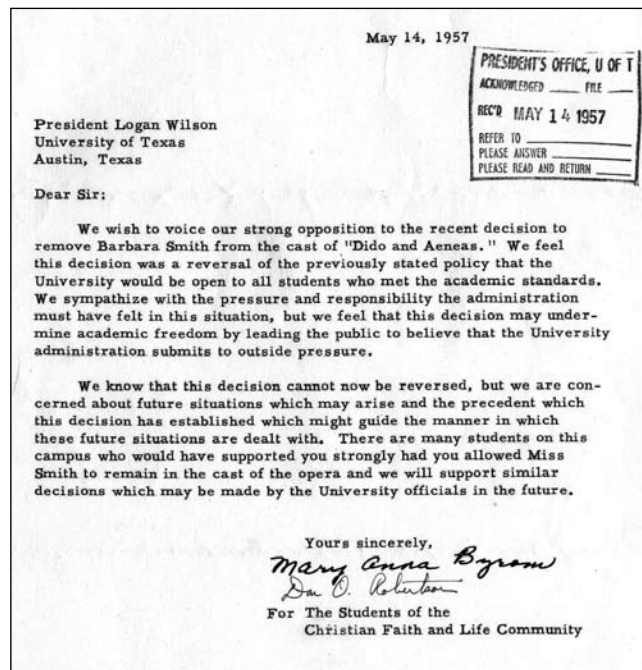 May 14, 1957
PRESIDENT'S OFFICE, U OF T
ACKNOWLEDGED ____ FILE ____
REC'D MAY 14 1957
REFER TO ____
PLEASE ANSWER ____
PLEASE READ AND RETURN ____
President Logan Wilson
University of Texas
Austin, Texas
Dear Sir:
We wish to voice our strong opposition to the recent decision to
remove Barbara Smith from the cast of "Dido and Aeneas." We feel
this decision was a reversal of the previously stated policy that the
University would be open to all students who met the academic standards.
We sympathize with the pressure and responsibility the administration
must have felt in this situation, but we feel that this decision may under-
mine academic freedom by leading the public to believe that the University
administration submits to outside pressure.
We know that this decision cannot now be reversed, but we are con-
cerned about future situations which may arise and the precedent which
this decision has established which might guide the manner in which
these future situations are dealt with. There are many students on this
campus who would have supported you strongly had you allowed Miss
Smith to remain in the cast of the opera and we will support similar
decisions which may be made by the University officials in the future.
Yours sincerely,
Mary Anna Byrom
Don O. Robertson
For The Students of the
Christian Faith and Life Community